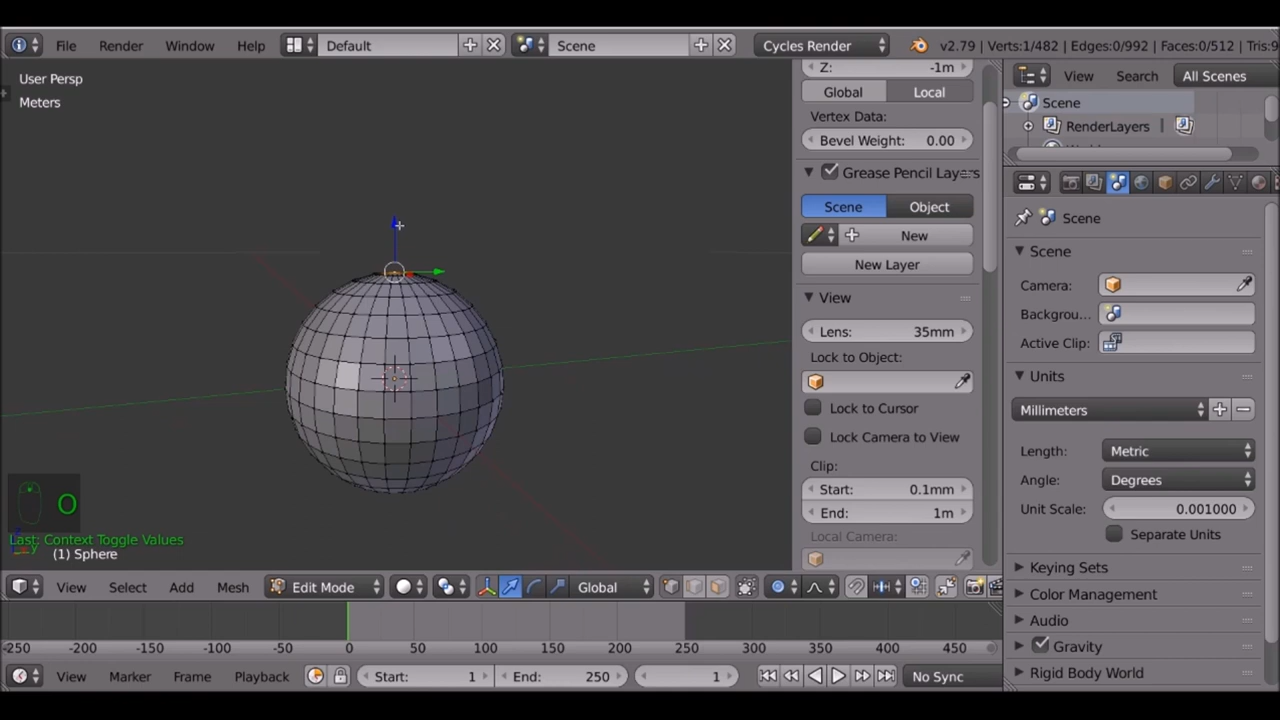 File Render Window Help Default Scene Cycles Render v2.79 | Verts:1/482 | Edges:0/992 | Faces:0/512 | Tris:9
User Persp
Meters
Z: -1m
Global Local
Vertex Data:
Bevel Weight: 0.00
Grease Pencil Layers
Scene Object
New
New Layer
View
Lens: 35mm
Lock to Object:
Lock to Cursor
Lock Camera to View
Clip:
Start: 0.1mm
End: 1m
Local Camera:
View Search All Scenes
Scene
RenderLayers
Scene
Scene
Camera:
Backgrou...
Active Clip:
Units
Millimeters
Length: Metric
Angle: Degrees
Unit Scale: 0.001000
Separate Units
Keying Sets
Color Management
Audio
Gravity
Rigid Body World
O
Last: Context Toggle Values
(1) Sphere
View Select Add Mesh Edit Mode Global
-250 -200 -150 -100 -50 0 50 100 150 200 250 300 350 400 450
View Marker Frame Playback Start: 1 End: 250 1 No Sync